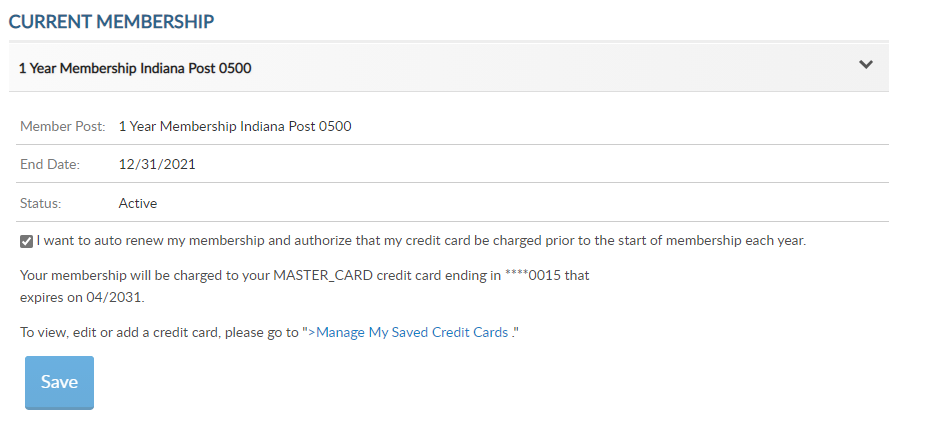 CURRENT MEMBERSHIP
1 Year Membership Indiana Post 0500
Member Post: 1 Year Membership Indiana Post 0500
End Date: 12/31/2021
Status: Active
I want to auto renew my membership and authorize that my credit card be charged prior to the start of membership each year.
Your membership will be charged to your MASTER_CARD credit card ending in ****0015 that
expires on 04/2031.
To view, edit or add a credit card, please go to ">Manage My Saved Credit Cards ."
Save